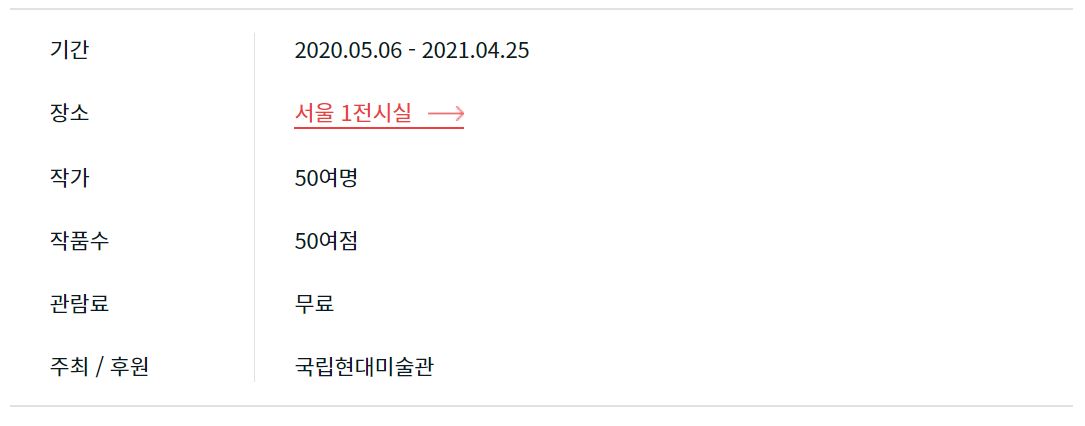 기간 2020.05.06 - 2021.04.25
장소 서울 1전시실
작가 50여명
작품수 50여점
관람료 무료
주최 / 후원 국립현대미술관